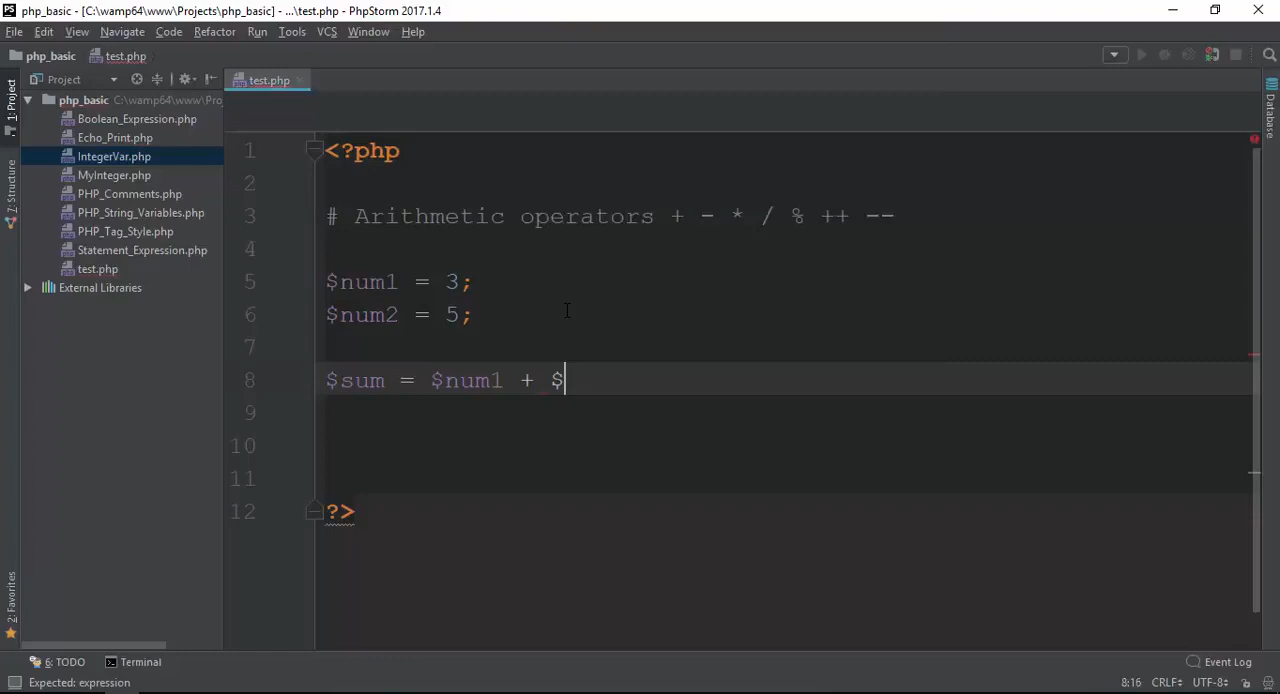 php_basic - [C:\wamp64\www\Projects\php_basic] - ...\test.php - PhpStorm 2017.1.4
File Edit View Navigate Code Refactor Run Tools VCS Window Help
php_basic test.php
Project
test.php
1: Project
Z: Structure
2: Favorites
Database
php_basic C:\wamp64\www\Pro
Boolean_Expression.php
Echo_Print.php
IntegerVar.php
MyInteger.php
PHP_Comments.php
PHP_String_Variables.php
PHP_Tag_Style.php
Statement_Expression.php
test.php
External Libraries
1 <?php
2
3 # Arithmetic operators + - * / % ++ --
4
5 $num1 = 3;
6 $num2 = 5;
7
8 $sum = $num1 + $
9
10
11
12 ?>
6: TODO Terminal Event Log
Expected: expression 8:16 CRLF UTF-8